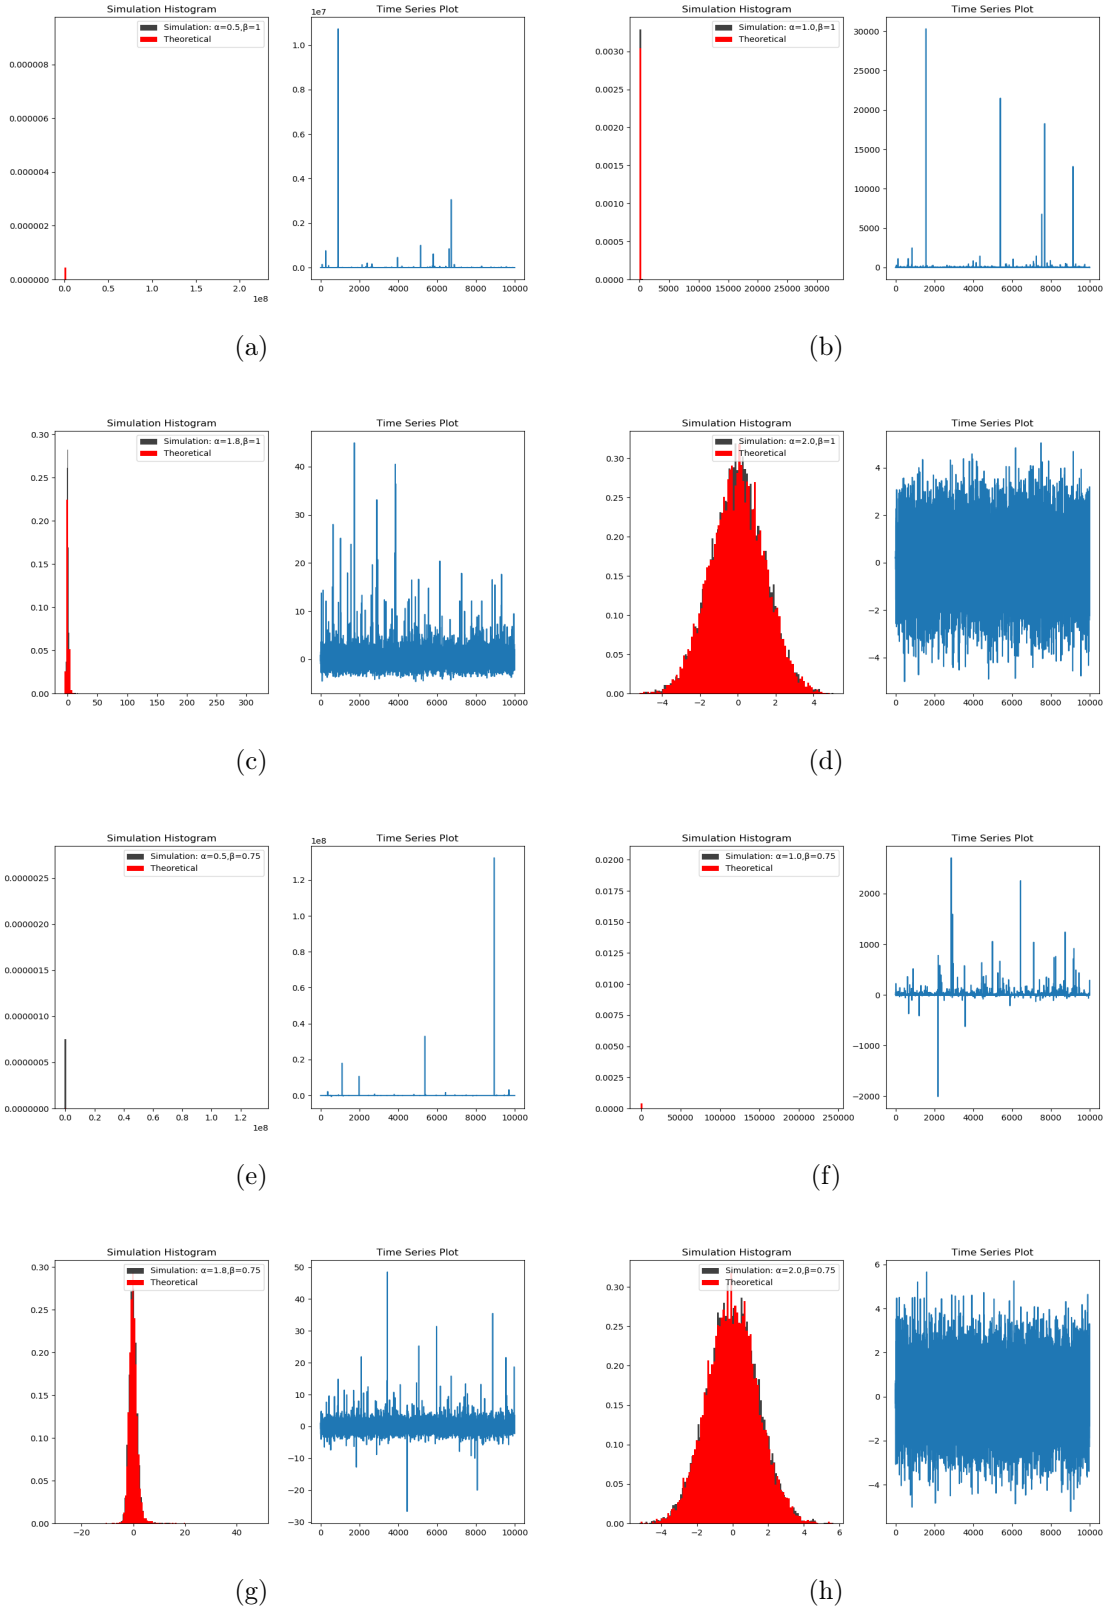 Simulation Histogram
Simulation: α=0.5,β=1
Theoretical
0.000008
0.000006
0.000004
0.000002
0.000000
0.0 0.5 1.0 1.5 2.0
1e8
Time Series Plot
1e7
1.0
0.8
0.6
0.4
0.2
0.0
0 2000 4000 6000 8000 10000
(a)
Simulation Histogram
Simulation: α=1.0,β=1
Theoretical
0.0030
0.0025
0.0020
0.0015
0.0010
0.0005
0.0000
0 5000 10000 15000 20000 25000 30000
Time Series Plot
30000
25000
20000
15000
10000
5000
0
0 2000 4000 6000 8000 10000
(b)
Simulation Histogram
Simulation: α=1.8,β=1
Theoretical
0.30
0.25
0.20
0.15
0.10
0.05
0.00
0 50 100 150 200 250 300
Time Series Plot
40
30
20
10
0
0 2000 4000 6000 8000 10000
(c)
Simulation Histogram
Simulation: α=2.0,β=1
Theoretical
0.30
0.25
0.20
0.15
0.10
0.05
0.00
−4 −2 0 2 4
Time Series Plot
4
2
0
−2
−4
0 2000 4000 6000 8000 10000
(d)
Simulation Histogram
Simulation: α=0.5,β=0.75
Theoretical
0.0000025
0.0000020
0.0000015
0.0000010
0.0000005
0.0000000
0.0 0.2 0.4 0.6 0.8 1.0 1.2
1e8
Time Series Plot
1e8
1.2
1.0
0.8
0.6
0.4
0.2
0.0
0 2000 4000 6000 8000 10000
(e)
Simulation Histogram
Simulation: α=1.0,β=0.75
Theoretical
0.0200
0.0175
0.0150
0.0125
0.0100
0.0075
0.0050
0.0025
0.0000
0 50000 100000 150000 200000 250000
Time Series Plot
2000
1000
0
−1000
−2000
0 2000 4000 6000 8000 10000
(f)
Simulation Histogram
Simulation: α=1.8,β=0.75
Theoretical
0.30
0.25
0.20
0.15
0.10
0.05
0.00
−20 0 20 40
Time Series Plot
50
40
30
20
10
0
−10
−20
−30
0 2000 4000 6000 8000 10000
(g)
Simulation Histogram
Simulation: α=2.0,β=0.75
Theoretical
0.30
0.25
0.20
0.15
0.10
0.05
0.00
−4 −2 0 2 4 6
Time Series Plot
6
4
2
0
−2
−4
0 2000 4000 6000 8000 10000
(h)